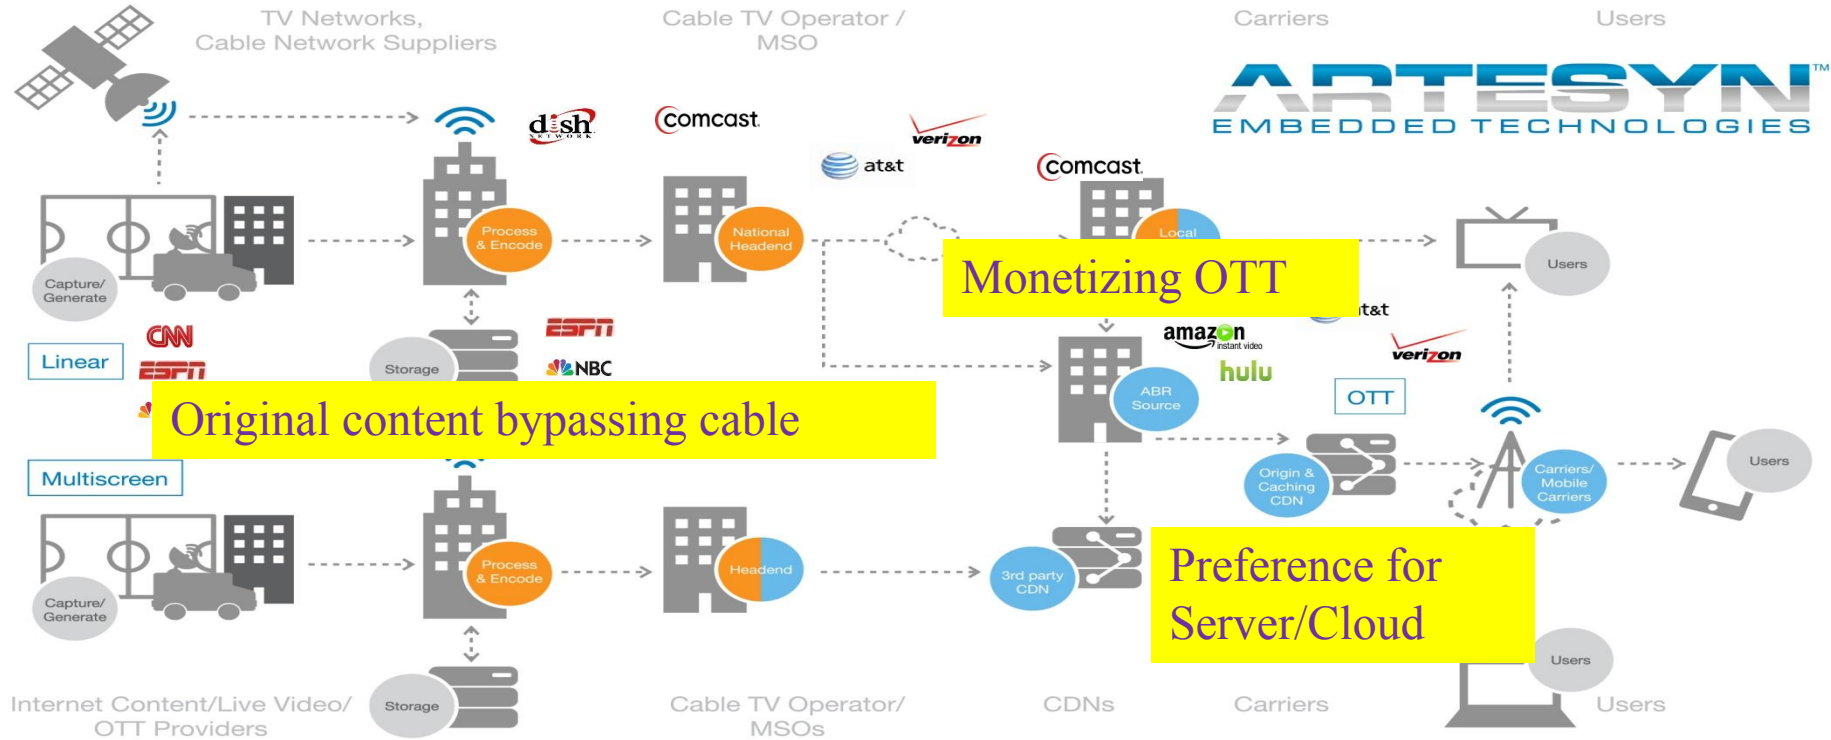 TV Networks,
Cable Network Suppliers
Cable TV Operator /
MSO
Carriers
Users
ARTESYN™
EMBEDDED TECHNOLOGIES
dish
NETWORK
comcast.
verizon
at&t
comcast.
Process
& Encode
National
Headend
Local
Users
Capture/
Generate
Monetizing OTT
CNN
ESPN
NBC
Linear
ESPN
Storage
amazon
instant video
hulu
at&t
verizon
ABR
Source
OTT
Original content bypassing cable
Multiscreen
Origin &
Caching
CDN
Carriers/
Mobile
Carriers
Users
Process
& Encode
Headend
3rd party
CDN
Capture/
Generate
Preference for
Server/Cloud
Users
Storage
Internet Content/Live Video/
OTT Providers
Cable TV Operator/
MSOs
CDNs
Carriers
Users